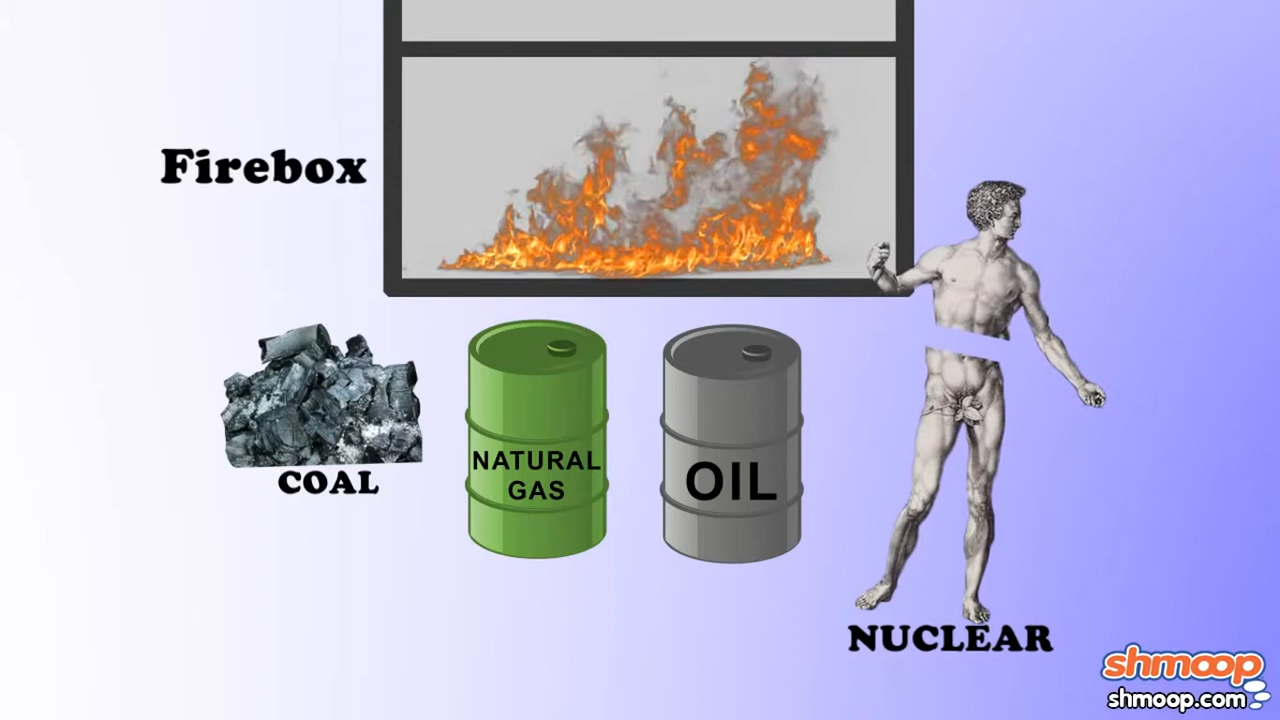 Firebox
COAL
NATURAL
GAS
OIL
NUCLEAR
shmoop
shmoop.com